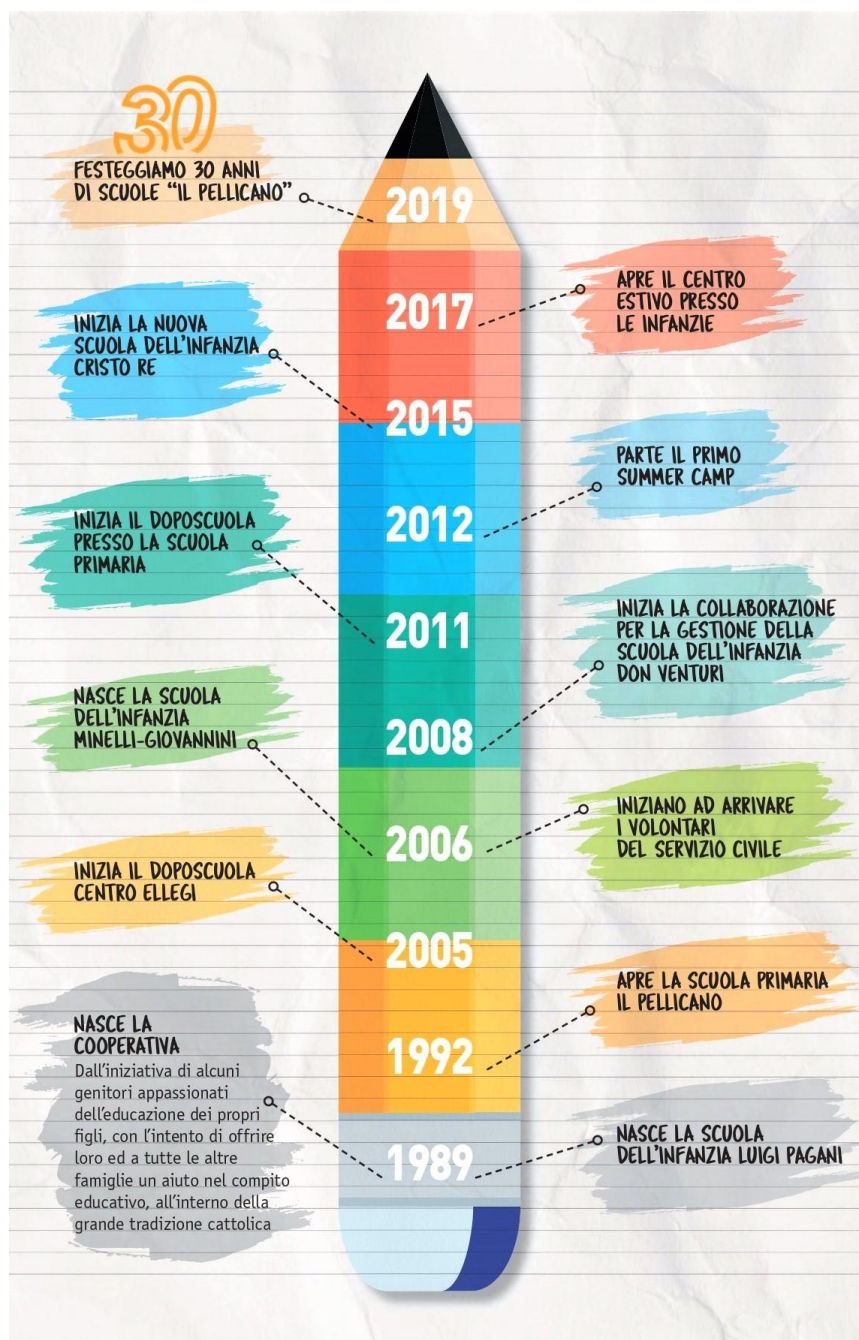 30
FESTEGGIAMO 30 ANNI
DI SCUOLE “IL PELLICANO”
2019
2017
APRE IL CENTRO
ESTIVO PRESSO
LE INFANZIE
INIZIA LA NUOVA
SCUOLA DELL'INFANZIA
CRISTO RE
2015
PARTE IL PRIMO
SUMMER CAMP
2012
INIZIA IL DOPOSCUOLA
PRESSO LA SCUOLA
PRIMARIA
2011
INIZIA LA COLLABORAZIONE
PER LA GESTIONE DELLA
SCUOLA DELL'INFANZIA
DON VENTURI
2008
NASCE LA SCUOLA
DELL'INFANZIA
MINELLI-GIOVANNINI
2006
INIZIANO AD ARRIVARE
I VOLONTARI
DEL SERVIZIO CIVILE
INIZIA IL DOPOSCUOLA
CENTRO ELLEGI
2005
APRE LA SCUOLA PRIMARIA
IL PELLICANO
1992
NASCE LA
COOPERATIVA
Dall'iniziativa di alcuni
genitori appassionati
dell'educazione dei propri
figli, con l'intento di offrire
loro ed a tutte le altre
famiglie un aiuto nel compito
educativo, all'interno della
grande tradizione cattolica
1989
NASCE LA SCUOLA
DELL'INFANZIA LUIGI PAGANI